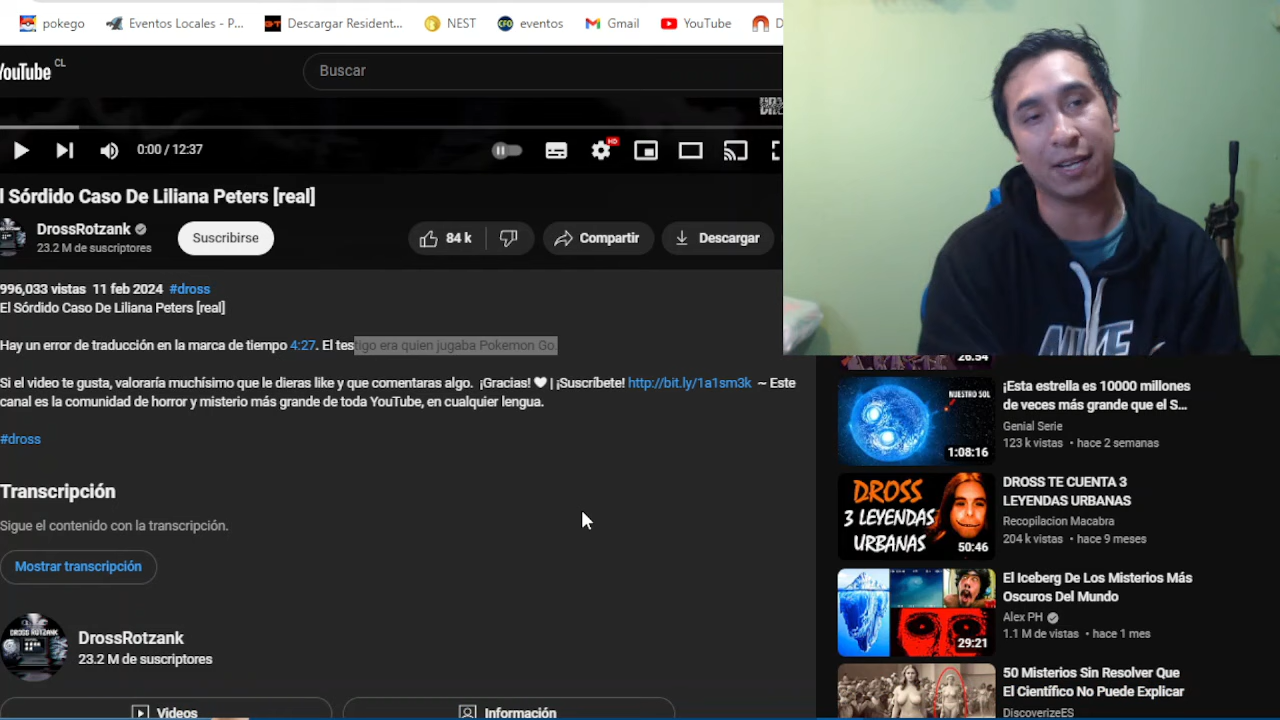 pokego
Eventos Locales - P...
Descargar Resident...
NEST
eventos
Gmail
YouTube
D
YouTube CL
Buscar
0:00 / 12:37
HD
l Sórdido Caso De Liliana Peters [real]
DrossRotzank
23.2 M de suscriptores
Suscribirse
84 k
Compartir
Descargar
996,033 vistas 11 feb 2024 #dross
El Sórdido Caso De Liliana Peters [real]
Hay un error de traducción en la marca de tiempo 4:27. El testigo era quien jugaba Pokemon Go.
Si el video te gusta, valoraría muchísimo que le dieras like y que comentaras algo. ¡Gracias! 🤍 | ¡Suscríbete! http://bit.ly/1a1sm3k ~ Este
canal es la comunidad de horror y misterio más grande de toda YouTube, en cualquier lengua.
#dross
Transcripción
Sigue el contenido con la transcripción.
Mostrar transcripción
DrossRotzank
23.2 M de suscriptores
Videos
Información
26:54
NUESTRO SOL
1:08:16
¡Esta estrella es 10000 millones
de veces más grande que el S...
Genial Serie
123 k vistas • hace 2 semanas
DROSS
3 LEYENDAS
URBANAS
50:46
DROSS TE CUENTA 3
LEYENDAS URBANAS
Recopilacion Macabra
204 k vistas • hace 9 meses
29:21
El Iceberg De Los Misterios Más
Oscuros Del Mundo
Alex PH
1.1 M de vistas • hace 1 mes
50 Misterios Sin Resolver Que
El Científico No Puede Explicar
DiscoverizeES